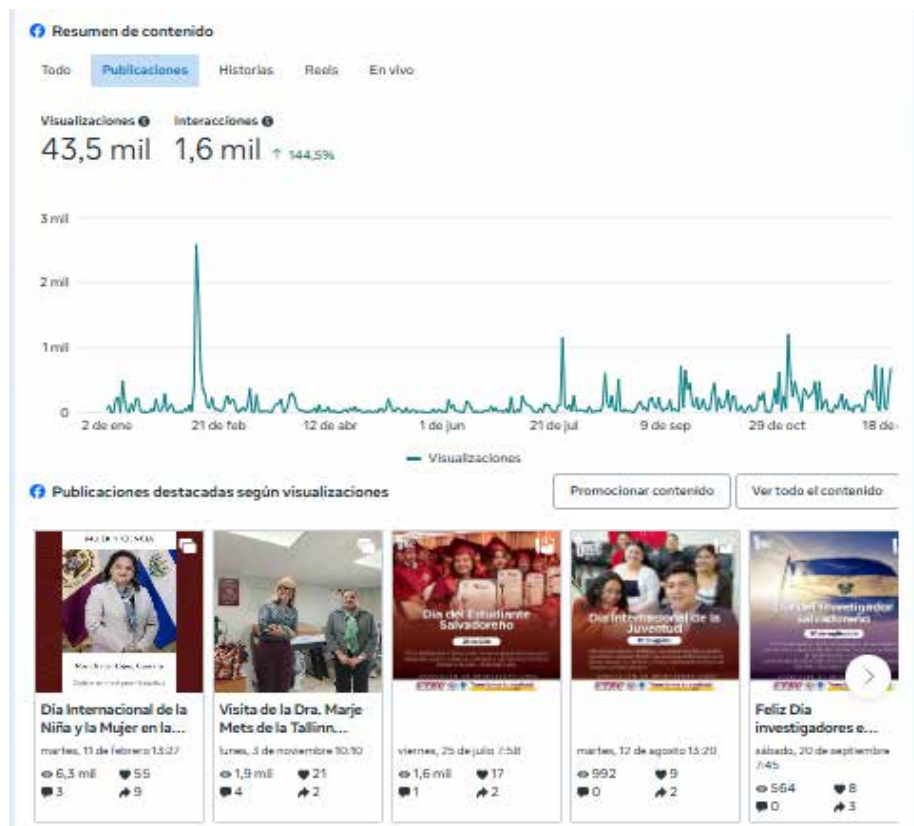 Resumen de contenido
Todo Publicaciones Historias Reels En vivo
Visualizaciones Interacciones
43,5 mil 1,6 mil ↑ 144,5%
3 mil
2 mil
1 mil
0
2 de ene 21 de feb 12 de abr 1 de jun 21 de jul 9 de sep 29 de oct 18 de
Visualizaciones
Publicaciones destacadas según visualizaciones
Promocionar contenido
Ver todo el contenido
Día del Estudiante
Salvadoreño
Día Internacional de la
Juventud
Día del Investigador
salvadoreño
Día Internacional de la
Niña y la Mujer en la...
martes, 11 de febrero 13:27
6,3 mil 55
3 9
Visita de la Dra. Marje
Mets de la Tallinn...
lunes, 3 de noviembre 10:10
1,9 mil 21
4 2
viernes, 25 de julio 7:58
1,6 mil 17
1 2
martes, 12 de agosto 13:20
992 9
0 2
Feliz Día
investigadores e...
sábado, 20 de septiembre
7:45
564 8
0 3